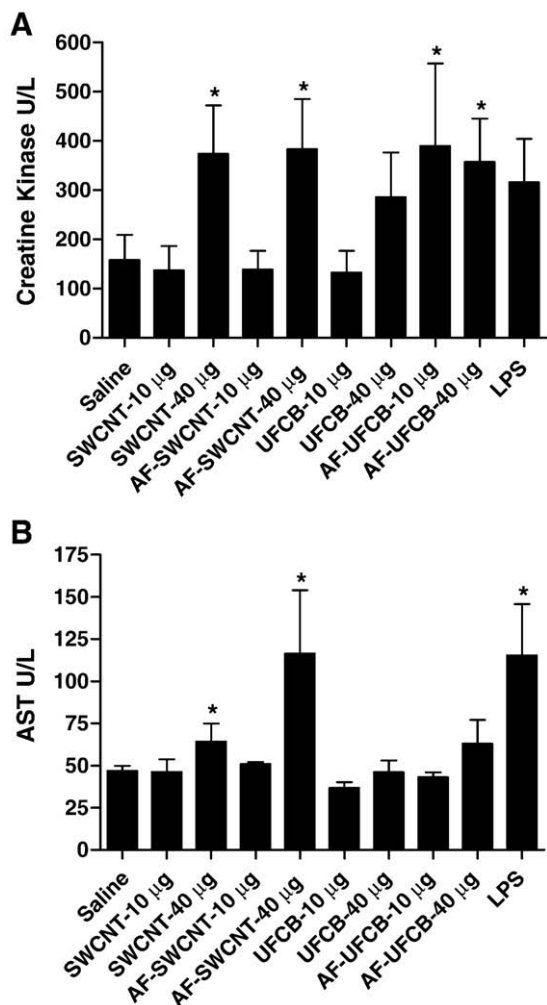 A
Creatine Kinase U/L
600
500
400
300
200
100
0
* * * *
Saline
SWCNT-10 μg
SWCNT-40 μg
AF-SWCNT-10 μg
AF-SWCNT-40 μg
UFCB-10 μg
UFCB-40 μg
AF-UFCB-10 μg
AF-UFCB-40 μg
LPS
B
AST U/L
175
150
125
100
75
50
25
0
* * *
Saline
SWCNT-10 μg
SWCNT-40 μg
AF-SWCNT-10 μg
AF-SWCNT-40 μg
UFCB-10 μg
UFCB-40 μg
AF-UFCB-10 μg
AF-UFCB-40 μg
LPS